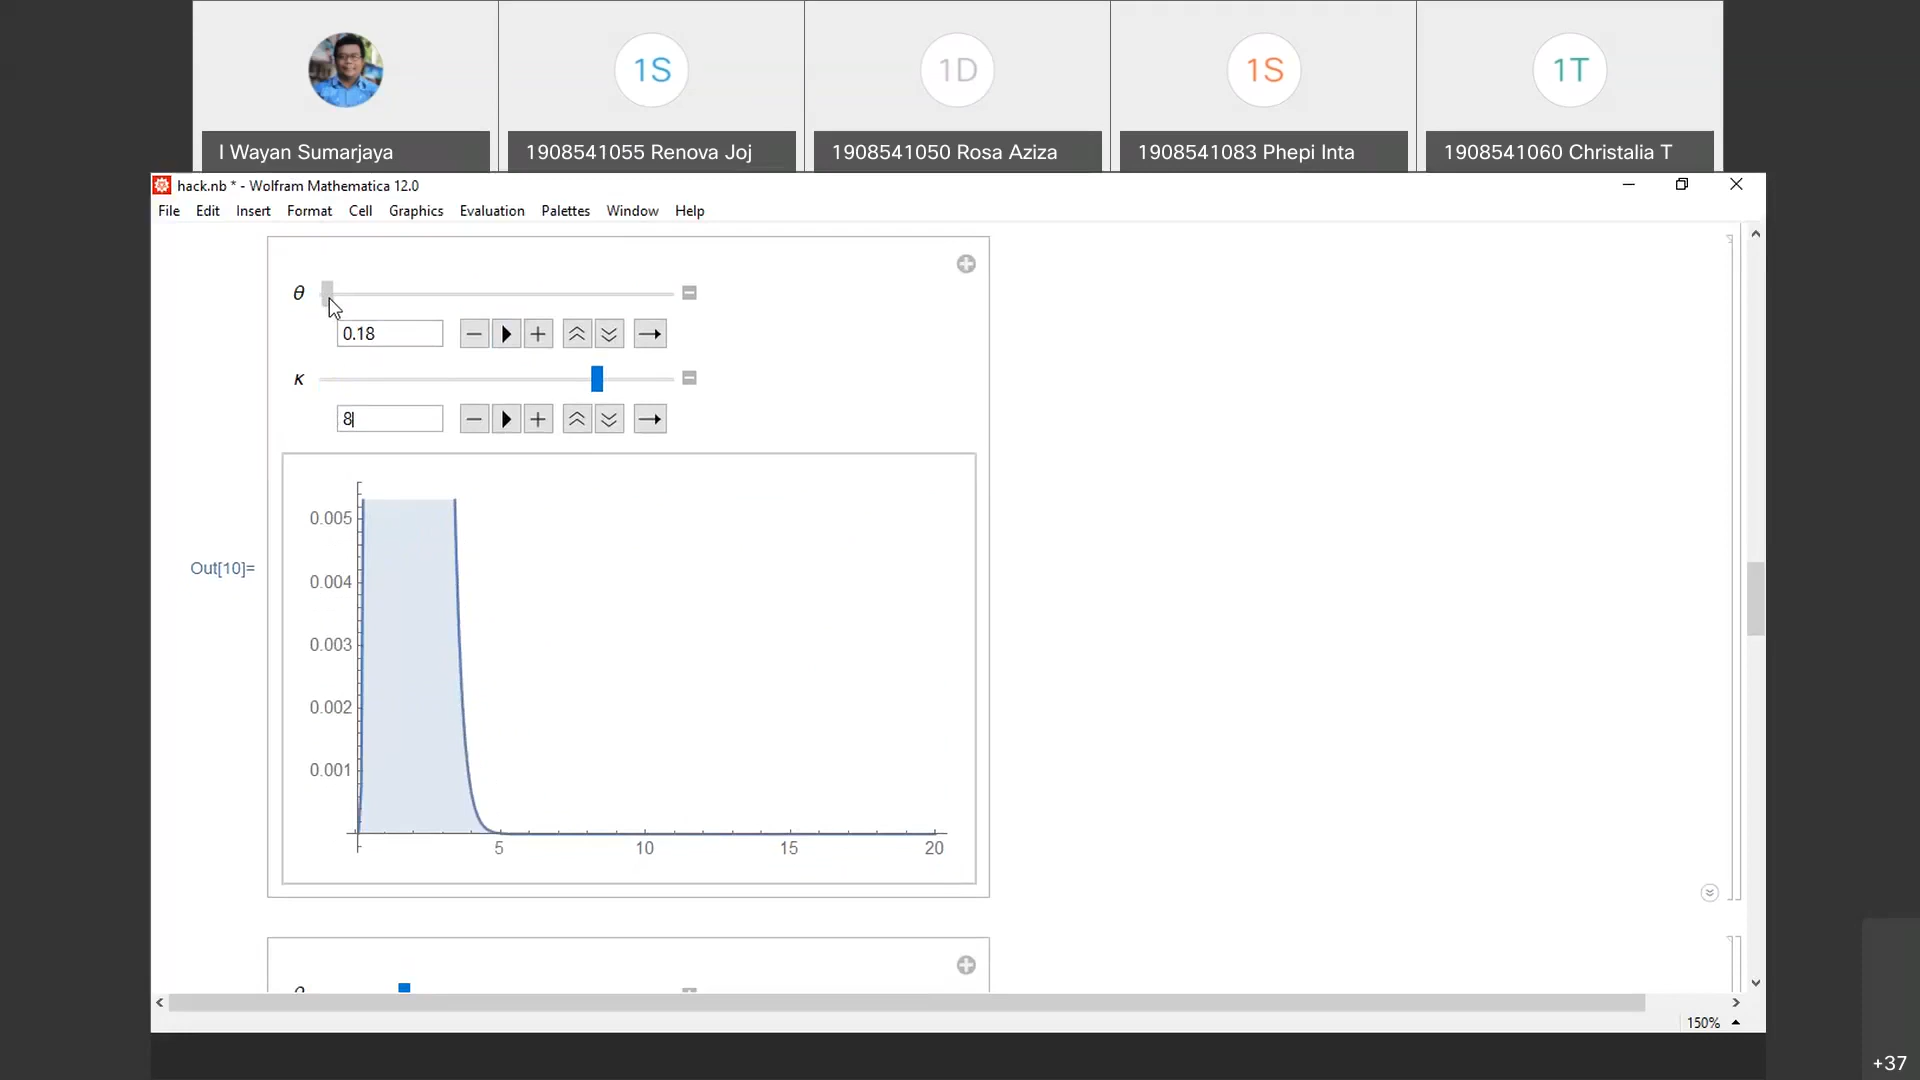 1S
1D
1S
1T
I Wayan Sumarjaya
1908541055 Renova Joj
1908541050 Rosa Aziza
1908541083 Phepi Inta
1908541060 Christalia T
hack.nb * - Wolfram Mathematica 12.0
File Edit Insert Format Cell Graphics Evaluation Palettes Window Help
θ
0.18
κ
8
Out[10]=
0.005
0.004
0.003
0.002
0.001
5 10 15 20
150%
+37